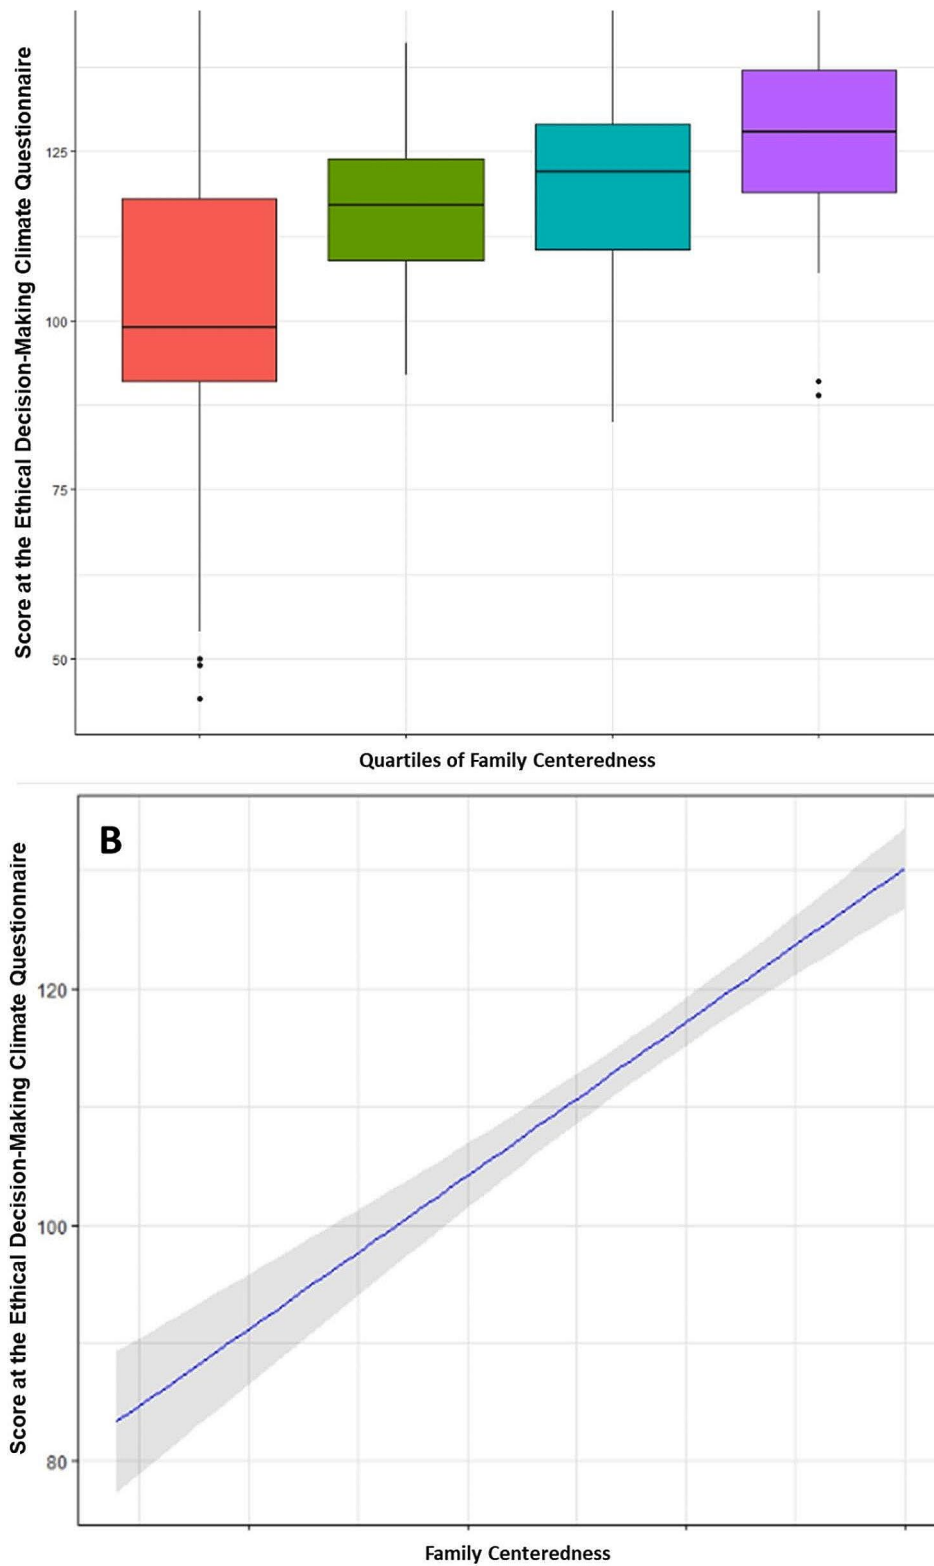 Score at the Ethical Decision-Making Climate Questionnaire
125
100
75
50
Quartiles of Family Centeredness
B
Score at the Ethical Decision-Making Climate Questionnaire
120
100
80
Family Centeredness